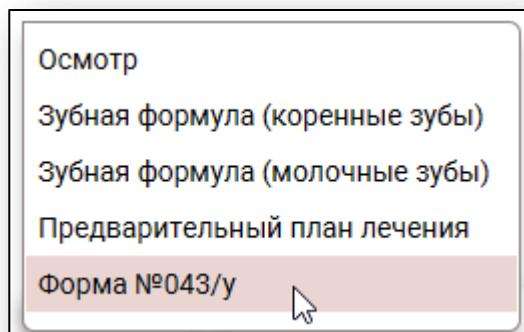 Осмотр
Зубная формула (коренные зубы)
Зубная формула (молочные зубы)
Предварительный план лечения
Форма №043/у